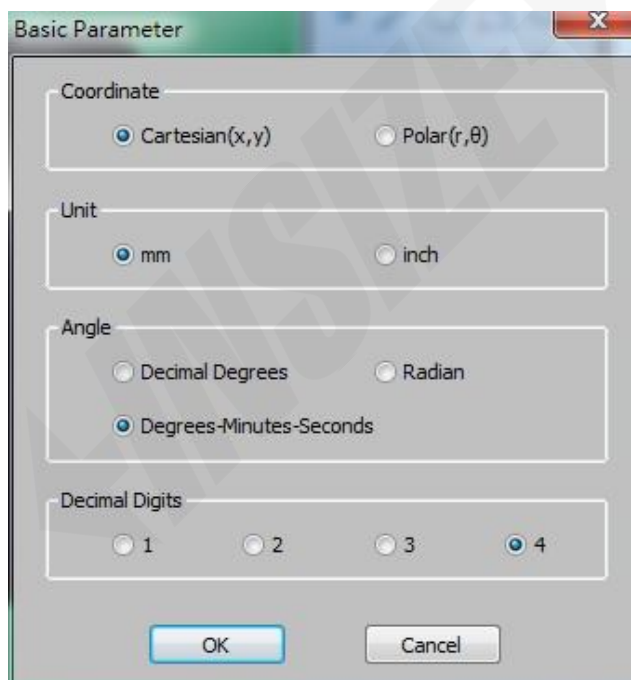 Basic Parameter
Coordinate
Cartesian(x,y) Polar(r,θ)
Unit
mm inch
Angle
Decimal Degrees Radian
Degrees-Minutes-Seconds
Decimal Digits
1 2 3 4
OK Cancel
INSIZE